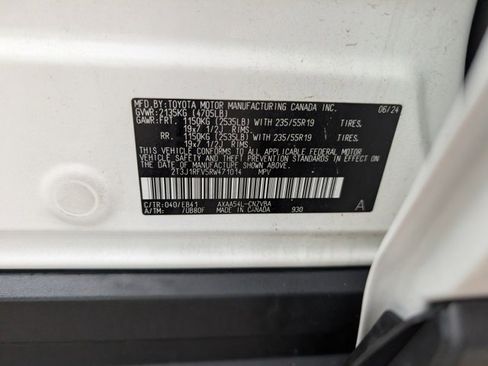 MFD.BY:TOYOTA MOTOR MANUFACTURING CANADA INC. 06/24
GVWR:2135KG (4705LB)
GAWR:FRT. 1150KG (2535LB) WITH 235/55R19 TIRES,
19x7 1/2J RIMS,
RR. 1150KG (2535LB) WITH 235/55R19 TIRES,
19x7 1/2J RIMS,
THIS VEHICLE CONFORMS TO ALL APPLICABLE FEDERAL MOTOR
VEHICLE SAFETY AND THEFT PREVENTION STANDARDS IN EFFECT
ON THE DATE OF MANUFACTURE SHOWN ABOVE.
2T3J1RFV5RW471014 MPV
C/TR:040/EB41 AXAA54L-CNZVBA
A/TM: /UB80F MADE IN CANADA 930 A